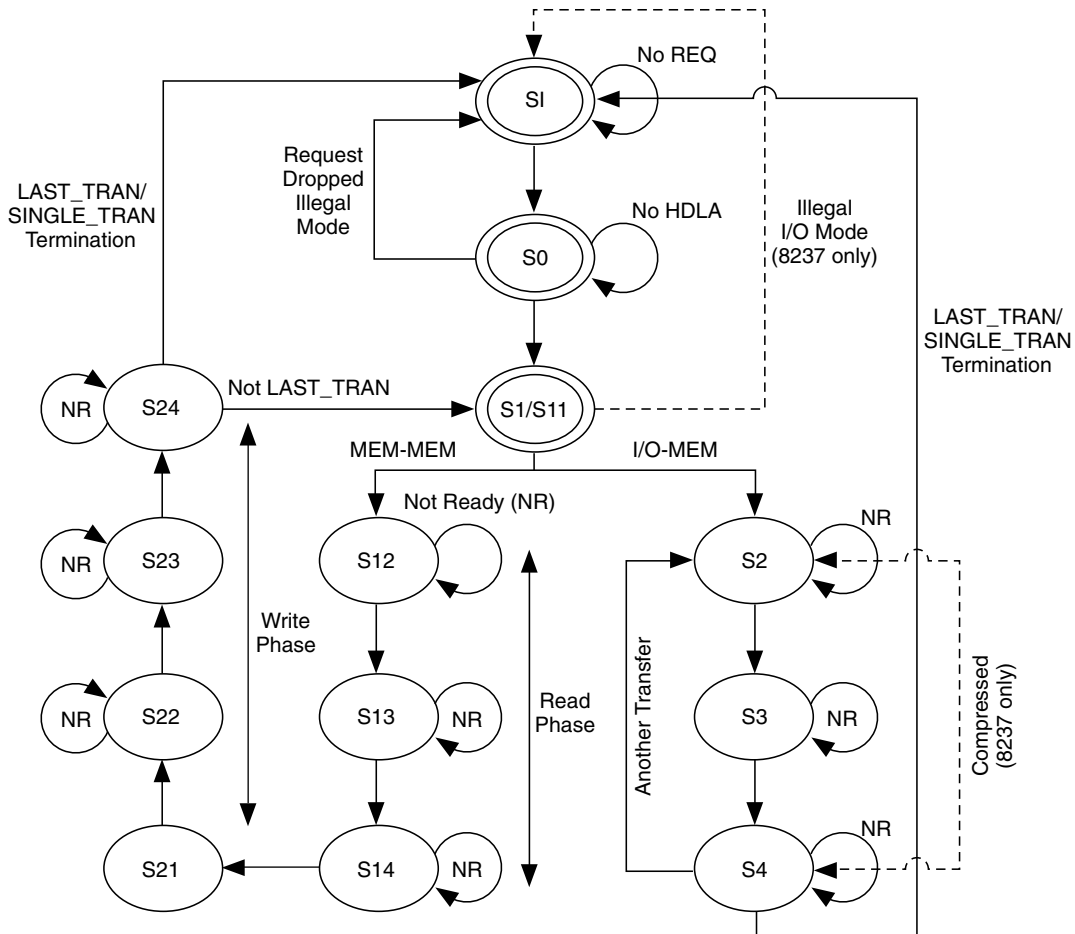 No REQ
SI
Request
Dropped
Illegal
Mode
LAST_TRAN/
SINGLE_TRAN
Termination
No HDLA
Illegal
I/O Mode
(8237 only)
S0
LAST_TRAN/
SINGLE_TRAN
Termination
Not LAST_TRAN
NR
S24
S1/S11
MEM-MEM
I/O-MEM
Not Ready (NR)
NR
NR
S23
S12
S2
Write
Phase
Read
Phase
Another Transfer
Compressed
(8237 only)
NR
S22
S13
NR
S3
NR
NR
S21
S14
NR
S4